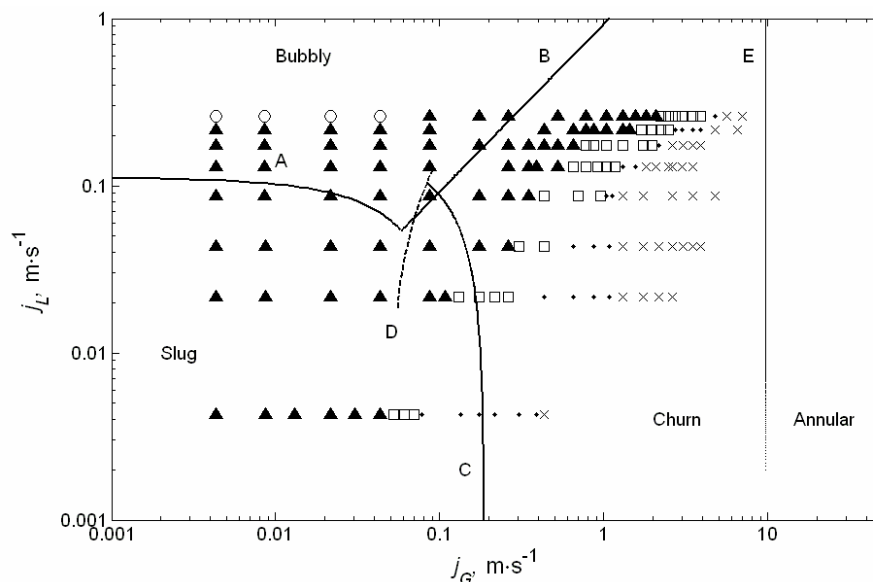 1
Bubbly
B
E
A
0.1
j_L, m·s⁻¹
D
0.01
Slug
Churn
Annular
C
0.001
0.001
0.01
0.1
1
10
j_G, m·s⁻¹